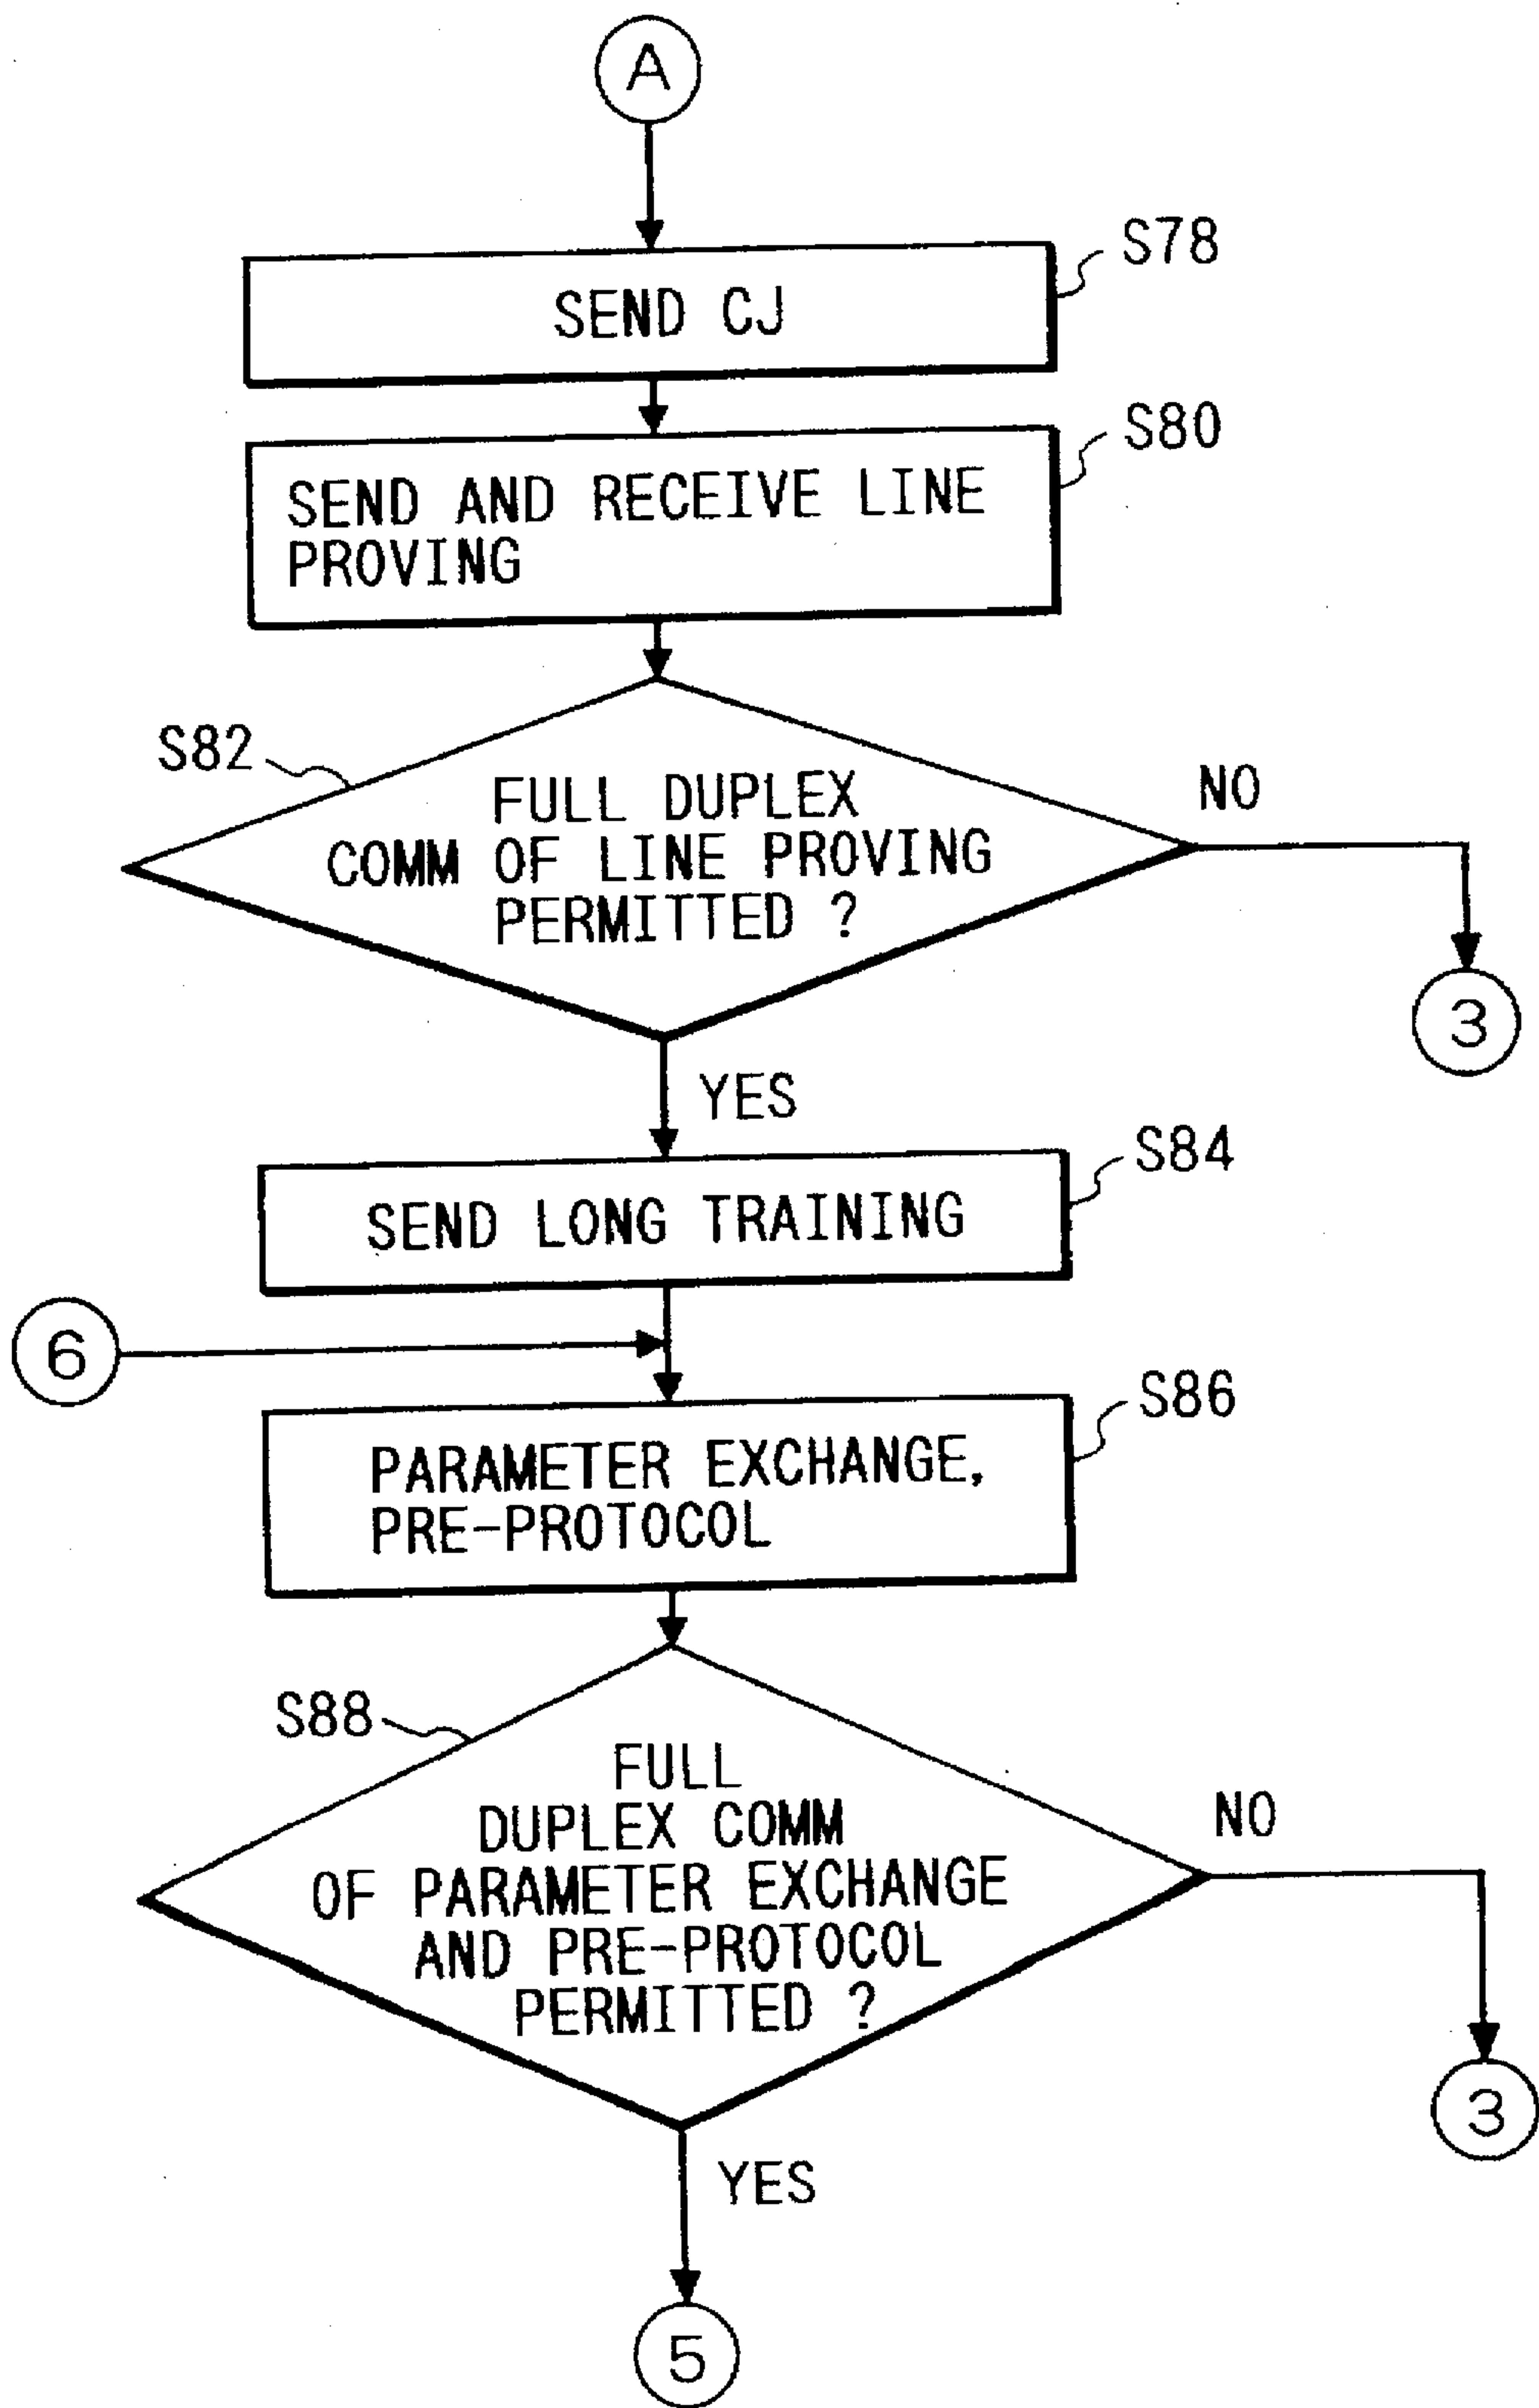 A
S78
SEND CJ
S80
SEND AND RECEIVE LINE
PROVING
S82
FULL DUPLEX
COMM OF LINE PROVING
PERMITTED ?
NO
3
YES
S84
SEND LONG TRAINING
6
S86
PARAMETER EXCHANGE,
PRE-PROTOCOL
S88
FULL
DUPLEX COMM
OF PARAMETER EXCHANGE
AND PRE-PROTOCOL
PERMITTED ?
NO
3
YES
5